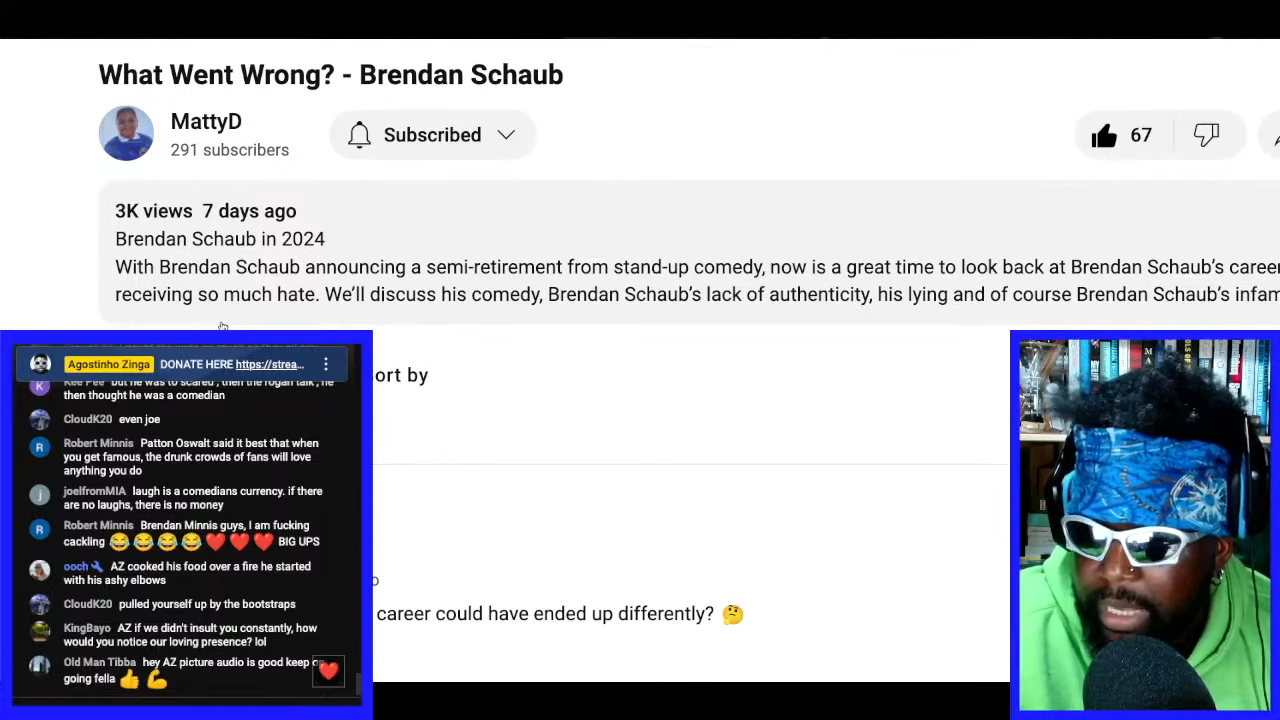 What Went Wrong? - Brendan Schaub
MattyD
291 subscribers
Subscribed
67
3K views 7 days ago
Brendan Schaub in 2024
With Brendan Schaub announcing a semi-retirement from stand-up comedy, now is a great time to look back at Brendan Schaub's career
receiving so much hate. We'll discuss his comedy, Brendan Schaub's lack of authenticity, his lying and of course Brendan Schaub's infam
ort by
career could have ended up differently? 🤔
Agostinho Zinga DONATE HERE https://strea...
Kee Pee but he was to scared , then the rogan talk , he
then thought he was a comedian
CloudK20 even joe
Robert Minnis Patton Oswalt said it best that when
you get famous, the drunk crowds of fans will love
anything you do
joelfromMIA laugh is a comedians currency. if there
are no laughs, there is no money
Robert Minnis Brendan Minnis guys, I am fucking
cackling 😂😂😂😂❤️❤️❤️ BIG UPS
ooch AZ cooked his food over a fire he started
with his ashy elbows
CloudK20 pulled yourself up by the bootstraps
KingBayo AZ if we didn't insult you constantly, how
would you notice our loving presence? lol
Old Man Tibba hey AZ picture audio is good keep
going fella 👍💪